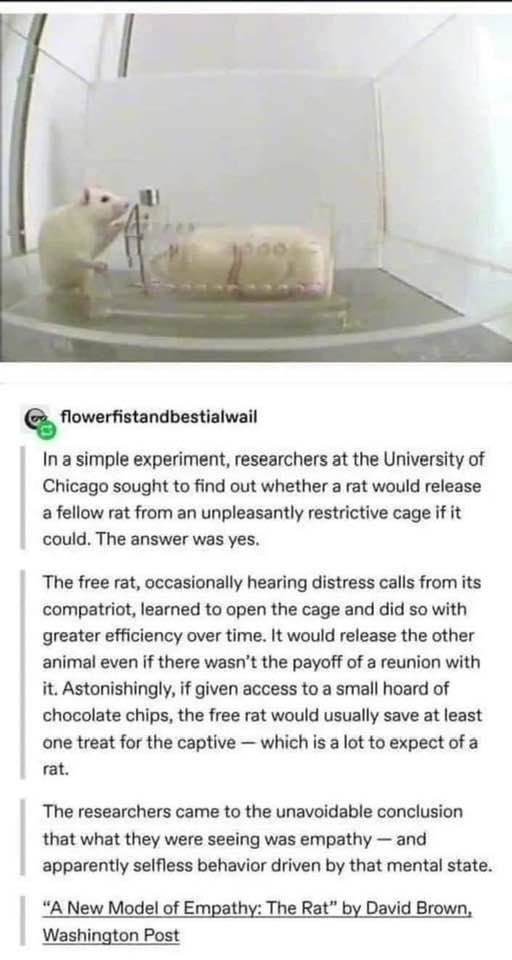 flowerfistandbestialwail
In a simple experiment, researchers at the University of
Chicago sought to find out whether a rat would release
a fellow rat from an unpleasantly restrictive cage if it
could. The answer was yes.
The free rat, occasionally hearing distress calls from its
compatriot, learned to open the cage and did so with
greater efficiency over time. It would release the other
animal even if there wasn't the payoff of a reunion with
it. Astonishingly, if given access to a small hoard of
chocolate chips, the free rat would usually save at least
one treat for the captive — which is a lot to expect of a
rat.
The researchers came to the unavoidable conclusion
that what they were seeing was empathy — and
apparently selfless behavior driven by that mental state.
"A New Model of Empathy: The Rat" by David Brown,
Washington Post